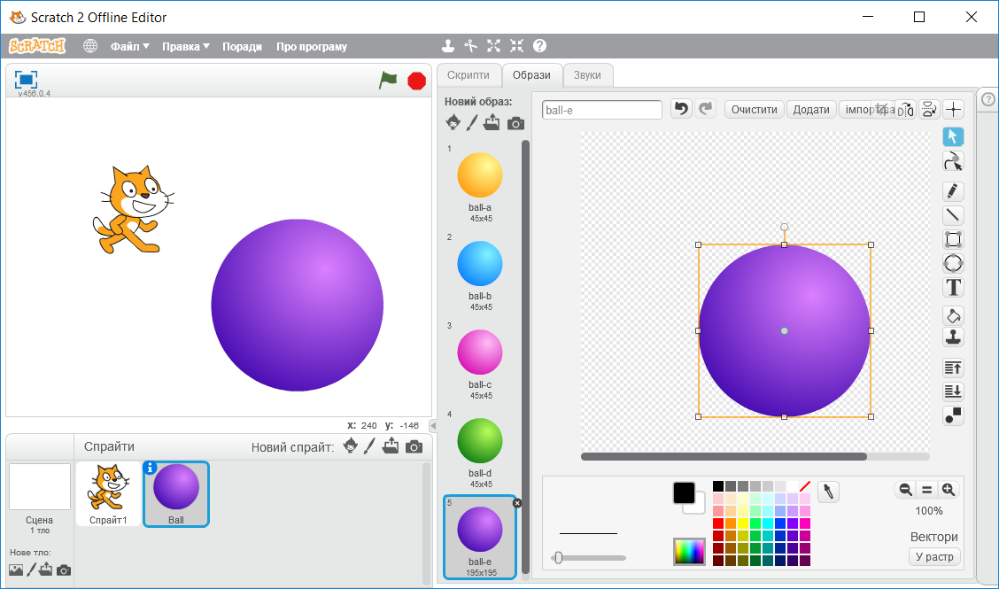 Scratch 2 Offline Editor
SCRATCH Файл Правка Поради Про програму
v456.0.4
Скрипти Образи Звуки
Новий образ:
ball-e
Очистити Додати імпортува
1
ball-a
45x45
2
ball-b
45x45
3
ball-c
45x45
4
ball-d
45x45
5
ball-e
195x195
x: 240 y: -146
Спрайти Новий спрайт:
Сцена
1 тло
Спрайт1
Ball
Нове тло:
100%
Вектори
У растр